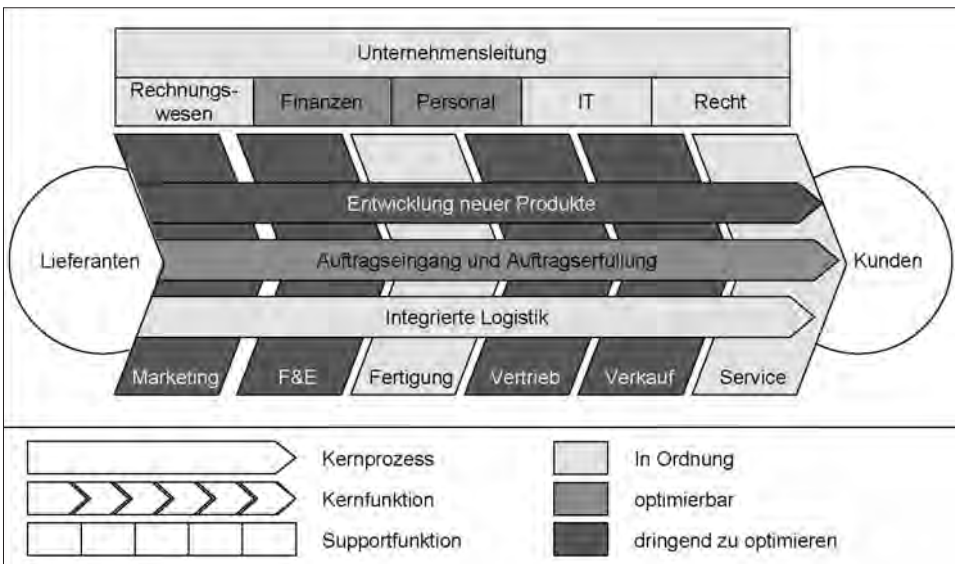 Unternehmensleitung
Rechnungs-
wesen
Finanzen
Personal
IT
Recht
Entwicklung neuer Produkte
Lieferanten
Auftragseingang und Auftragserfüllung
Kunden
Integrierte Logistik
Marketing
F&E
Fertigung
Vertrieb
Verkauf
Service
Kernprozess
In Ordnung
Kernfunktion
optimierbar
Supportfunktion
dringend zu optimieren